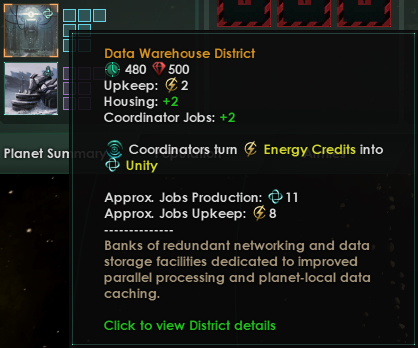 Data Warehouse District
480 500
Upkeep: 2
Housing: +2
Coordinator Jobs: +2
Coordinators turn Energy Credits into
Unity
Planet Summary
Approx. Jobs Production: 11
Approx. Jobs Upkeep: 8
--------------
Banks of redundant networking and data
storage facilities dedicated to improved
parallel processing and planet-local data
caching.
Click to view District details